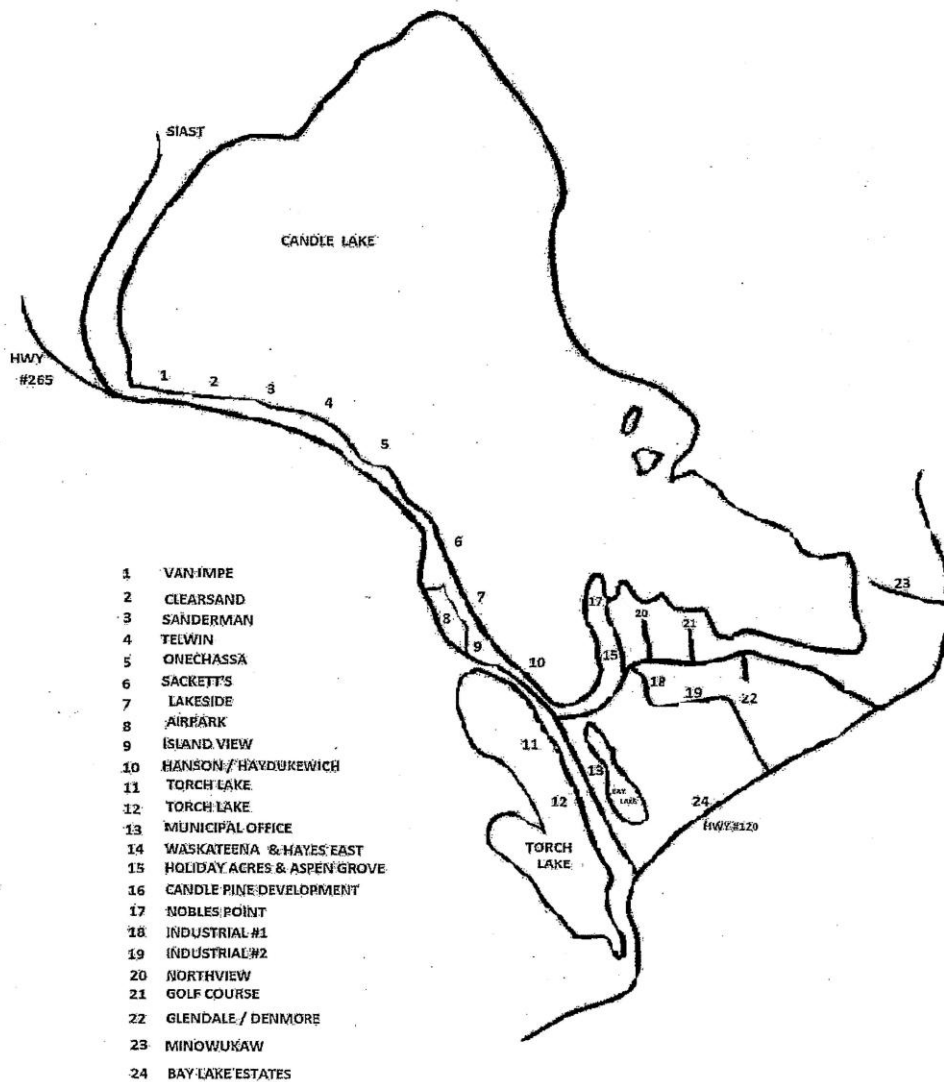 SIAST
CANDLE LAKE
HWY
#265
1
2
3
4
5
6
7
8
9
10
17
20
21
23
15
18
19
22
11
13
12
BAY
LAKE
24
HWY #120
TORCH
LAKE
1 VAN IMPE
2 CLEARSAND
3 SANDERMAN
4 TELWIN
5 ONECHASSA
6 SACKETT'S
7 LAKESIDE
8 AIRPARK
9 ISLAND VIEW
10 HANSON / HAYDUKEWICH
11 TORCH LAKE
12 TORCH LAKE
13 MUNICIPAL OFFICE
14 WASKATEENA & HAYES EAST
15 HOLIDAY ACRES & ASPEN GROVE
16 CANDLE PINE DEVELOPMENT
17 NOBLES POINT
18 INDUSTRIAL #1
19 INDUSTRIAL #2
20 NORTHVIEW
21 GOLF COURSE
22 GLENDALE / DENMORE
23 MINOWUKAW
24 BAY LAKE ESTATES